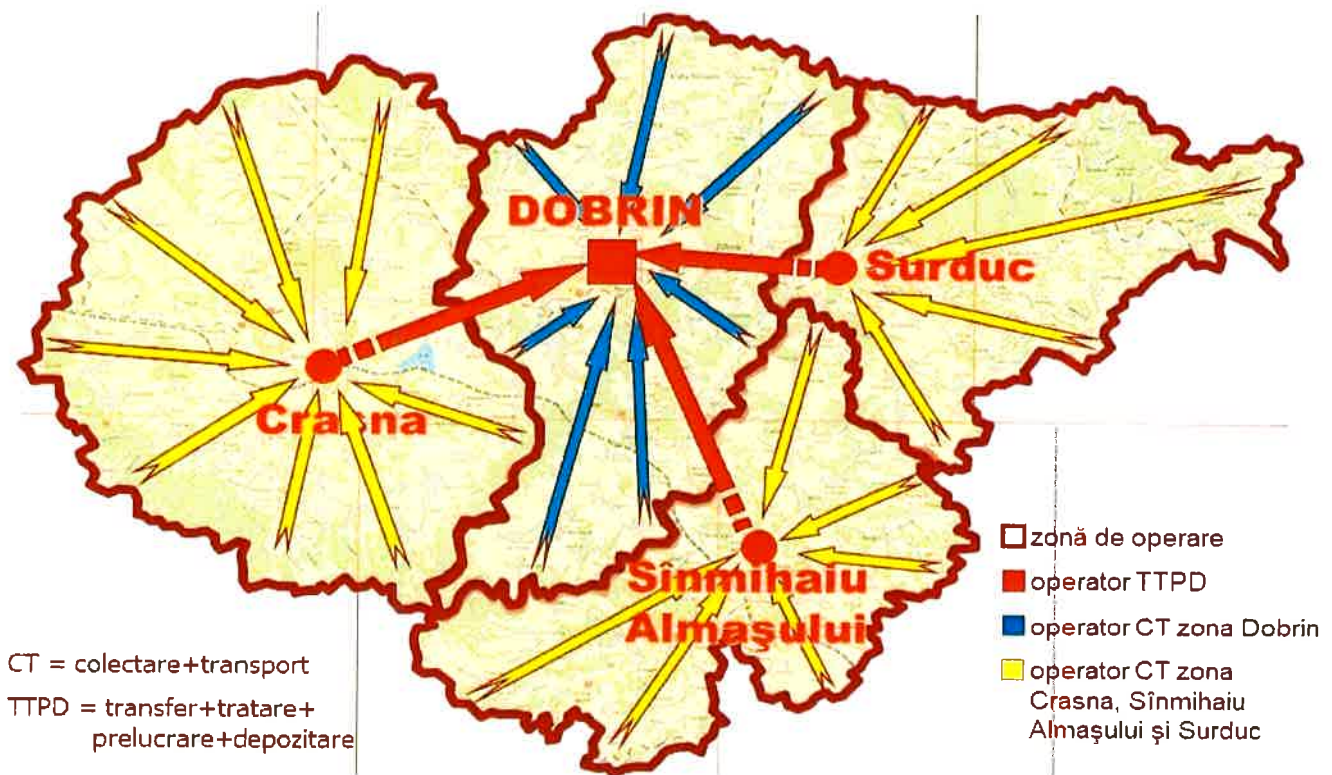 DOBRIN
Surduc
Crasna
Sînmihaiu
Almaşului
zonă de operare
operator TTPD
operator CT zona Dobrin
operator CT zona
Crasna, Sînmihaiu
Almaşului şi Surduc
CT = colectare+transport
TTPD = transfer+tratare+
prelucrare+depozitare